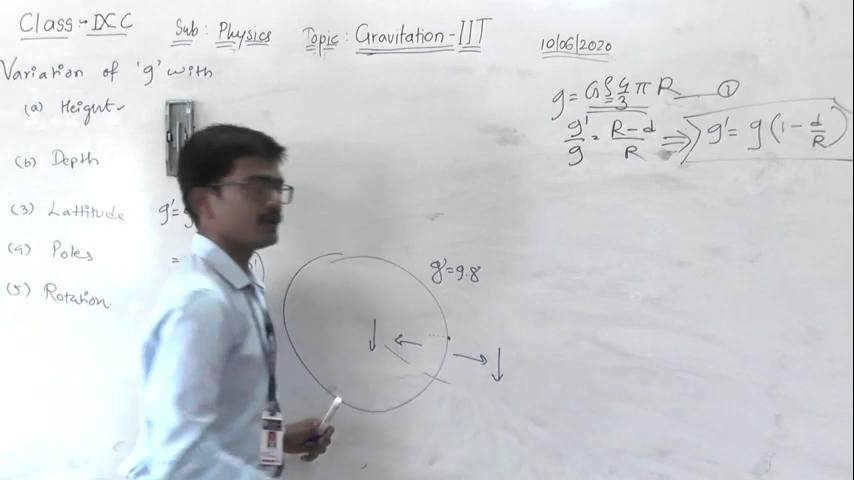 Class:- IX C
Sub: Physics
Topic: Gravitation-IIT
10/06/2020
Variation of 'g' with
(a) Height
(b) Depth
(3) Lattitude
(4) Poles
(5) Rotation.
g'=
=
g'=9.8
g = Gρ 4/3 π R — ①
g'/g = R-d/R ⇒ g' = g(1 - d/R)